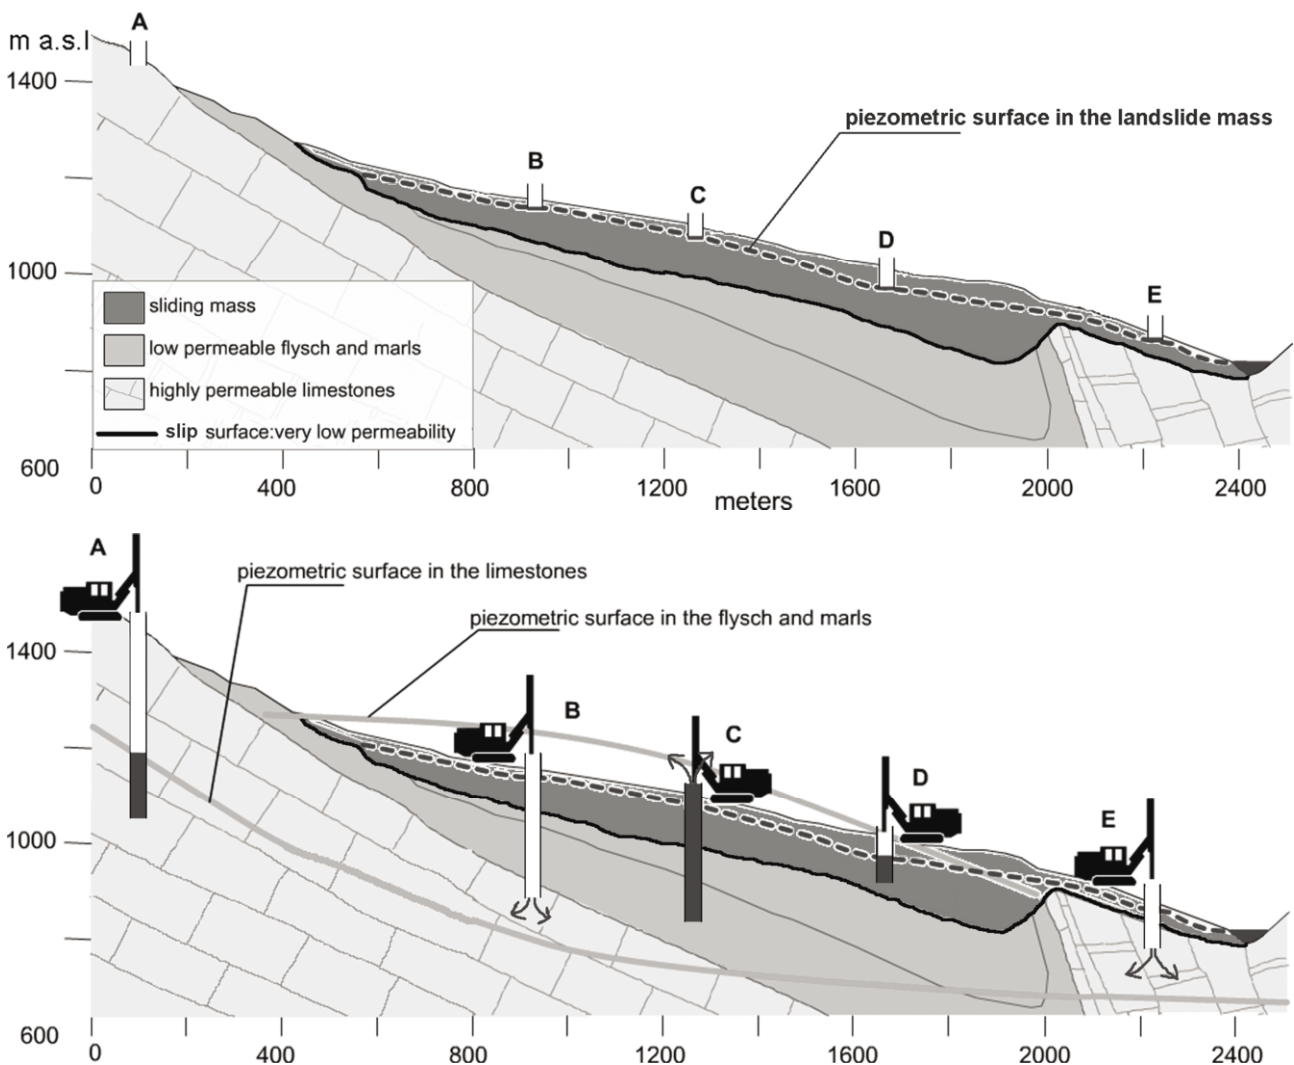 A
m a.s.l
1400
piezometric surface in the landslide mass
B
C
D
1000
E
sliding mass
low permeable flysch and marls
highly permeable limestones
slip surface:very low permeability
600
0 400 800 1200 1600 2000 2400
meters
A
piezometric surface in the limestones
piezometric surface in the flysch and marls
1400
B
C
D
E
1000
600
0 400 800 1200 1600 2000 2400